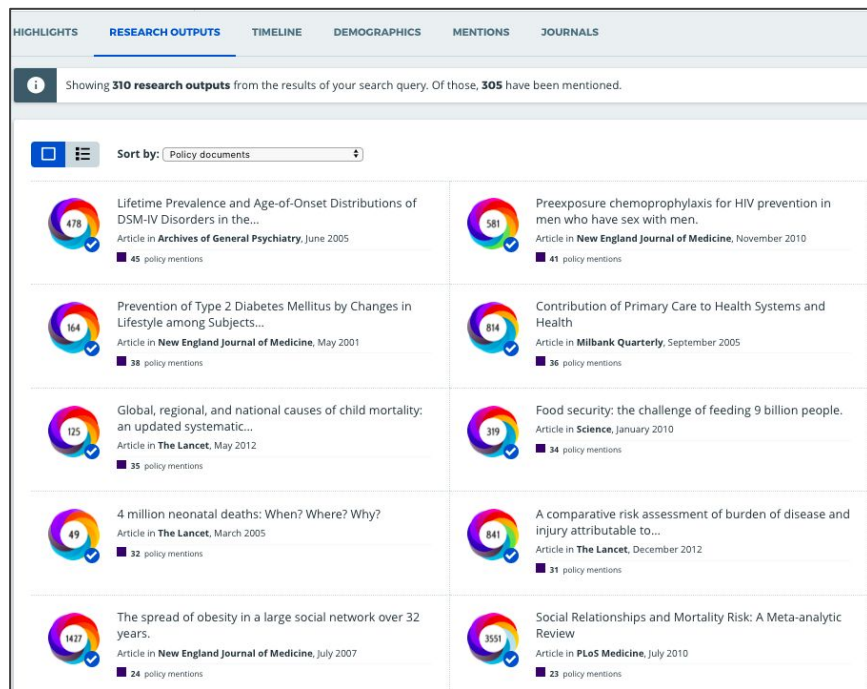 HIGHLIGHTS RESEARCH OUTPUTS TIMELINE DEMOGRAPHICS MENTIONS JOURNALS
Showing 310 research outputs from the results of your search query. Of those, 305 have been mentioned.
Sort by: Policy documents
478
Lifetime Prevalence and Age-of-Onset Distributions of
DSM-IV Disorders in the...
Article in Archives of General Psychiatry, June 2005
45 policy mentions
581
Preexposure chemoprophylaxis for HIV prevention in
men who have sex with men.
Article in New England Journal of Medicine, November 2010
41 policy mentions
164
Prevention of Type 2 Diabetes Mellitus by Changes in
Lifestyle among Subjects...
Article in New England Journal of Medicine, May 2001
38 policy mentions
814
Contribution of Primary Care to Health Systems and
Health
Article in Milbank Quarterly, September 2005
36 policy mentions
125
Global, regional, and national causes of child mortality:
an updated systematic...
Article in The Lancet, May 2012
35 policy mentions
319
Food security: the challenge of feeding 9 billion people.
Article in Science, January 2010
34 policy mentions
49
4 million neonatal deaths: When? Where? Why?
Article in The Lancet, March 2005
32 policy mentions
841
A comparative risk assessment of burden of disease and
injury attributable to...
Article in The Lancet, December 2012
31 policy mentions
1427
The spread of obesity in a large social network over 32
years.
Article in New England Journal of Medicine, July 2007
24 policy mentions
3551
Social Relationships and Mortality Risk: A Meta-analytic
Review
Article in PLoS Medicine, July 2010
23 policy mentions